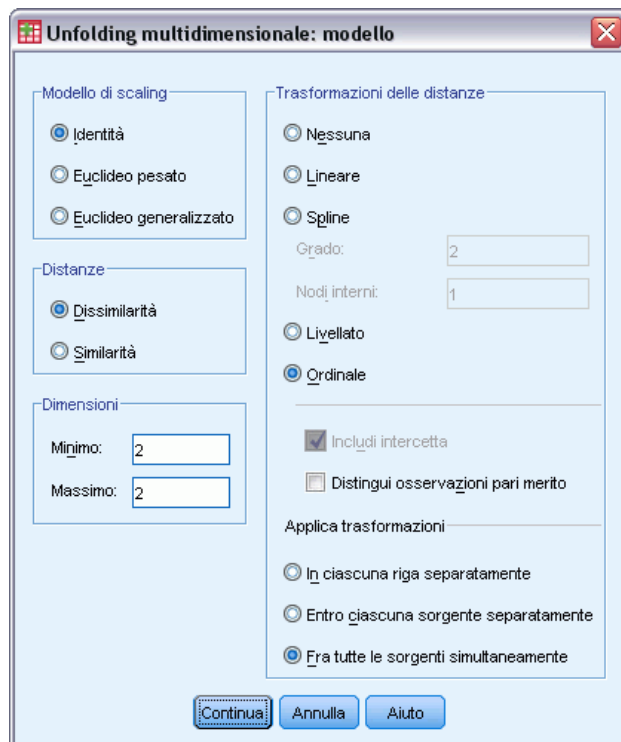 Unfolding multidimensionale: modello
Modello di scaling
Identità
Euclideo pesato
Euclideo generalizzato
Distanze
Dissimilarità
Similarità
Dimensioni
Minimo: 2
Massimo: 2
Trasformazioni delle distanze
Nessuna
Lineare
Spline
Grado: 2
Nodi interni: 1
Livellato
Ordinale
Includi intercetta
Distingui osservazioni pari merito
Applica trasformazioni
In ciascuna riga separatamente
Entro ciascuna sorgente separatamente
Fra tutte le sorgenti simultaneamente
Continua Annulla Aiuto